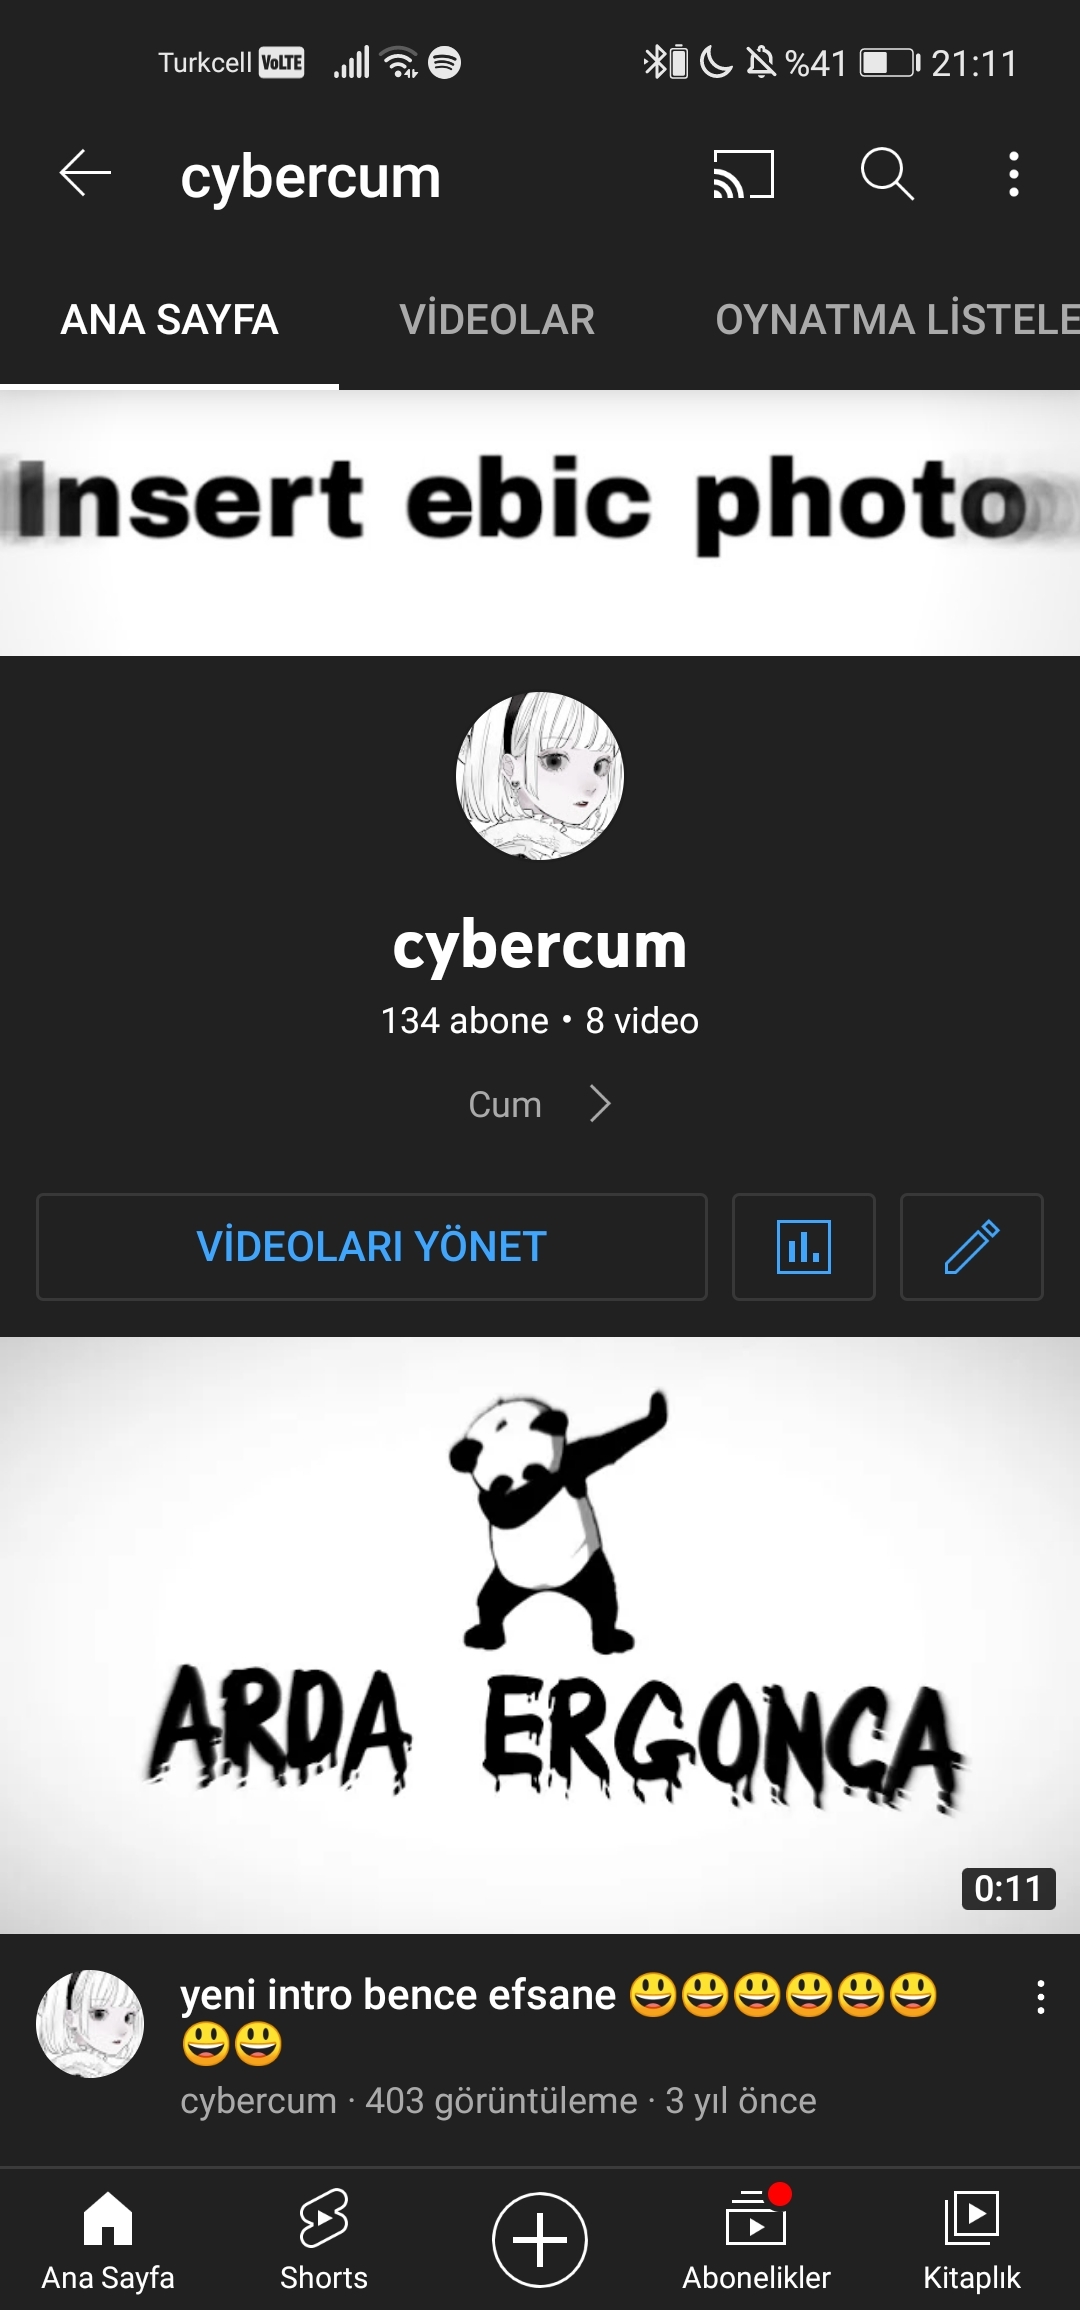 Turkcell VoLTE %41 21:11
cybercum
ANA SAYFA VİDEOLAR OYNATMA LİSTELE
Insert ebic photo
cybercum
134 abone • 8 video
Cum
VİDEOLARI YÖNET
ARDA ERGONCA
0:11
yeni intro bence efsane 😃😃😃😃😃😃
😃😃
cybercum · 403 görüntüleme · 3 yıl önce
Ana Sayfa Shorts Abonelikler Kitaplık